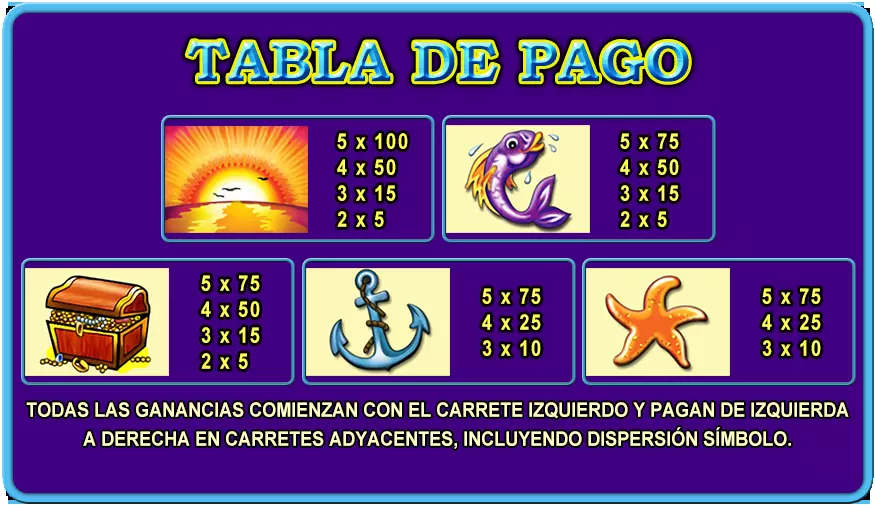 TABLA DE PAGO
5 x 100
4 x 50
3 x 15
2 x 5
5 x 75
4 x 50
3 x 15
2 x 5
5 x 75
4 x 50
3 x 15
2 x 5
5 x 75
4 x 25
3 x 10
5 x 75
4 x 25
3 x 10
TODAS LAS GANANCIAS COMIENZAN CON EL CARRETE IZQUIERDO Y PAGAN DE IZQUIERDA
A DERECHA EN CARRETES ADYACENTES, INCLUYENDO DISPERSIÓN SÍMBOLO.